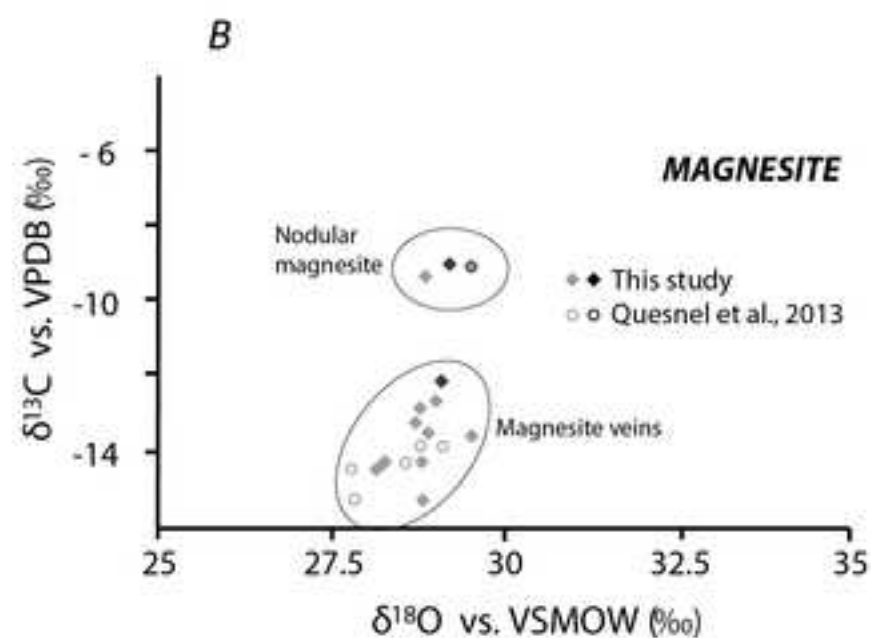 B
- 6
-10
-14
δ¹³C vs. VPDB (‰)
MAGNESITE
Nodular
magnesite
This study
Quesnel et al., 2013
Magnesite veins
25
27.5
30
32.5
35
δ¹⁸O vs. VSMOW (‰)